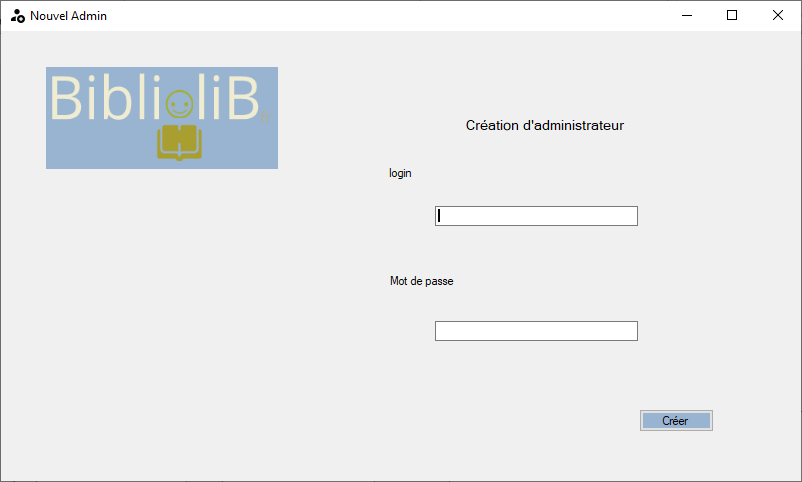 Nouvel Admin
BiblioliB
Création d'administrateur
login
Mot de passe
Créer